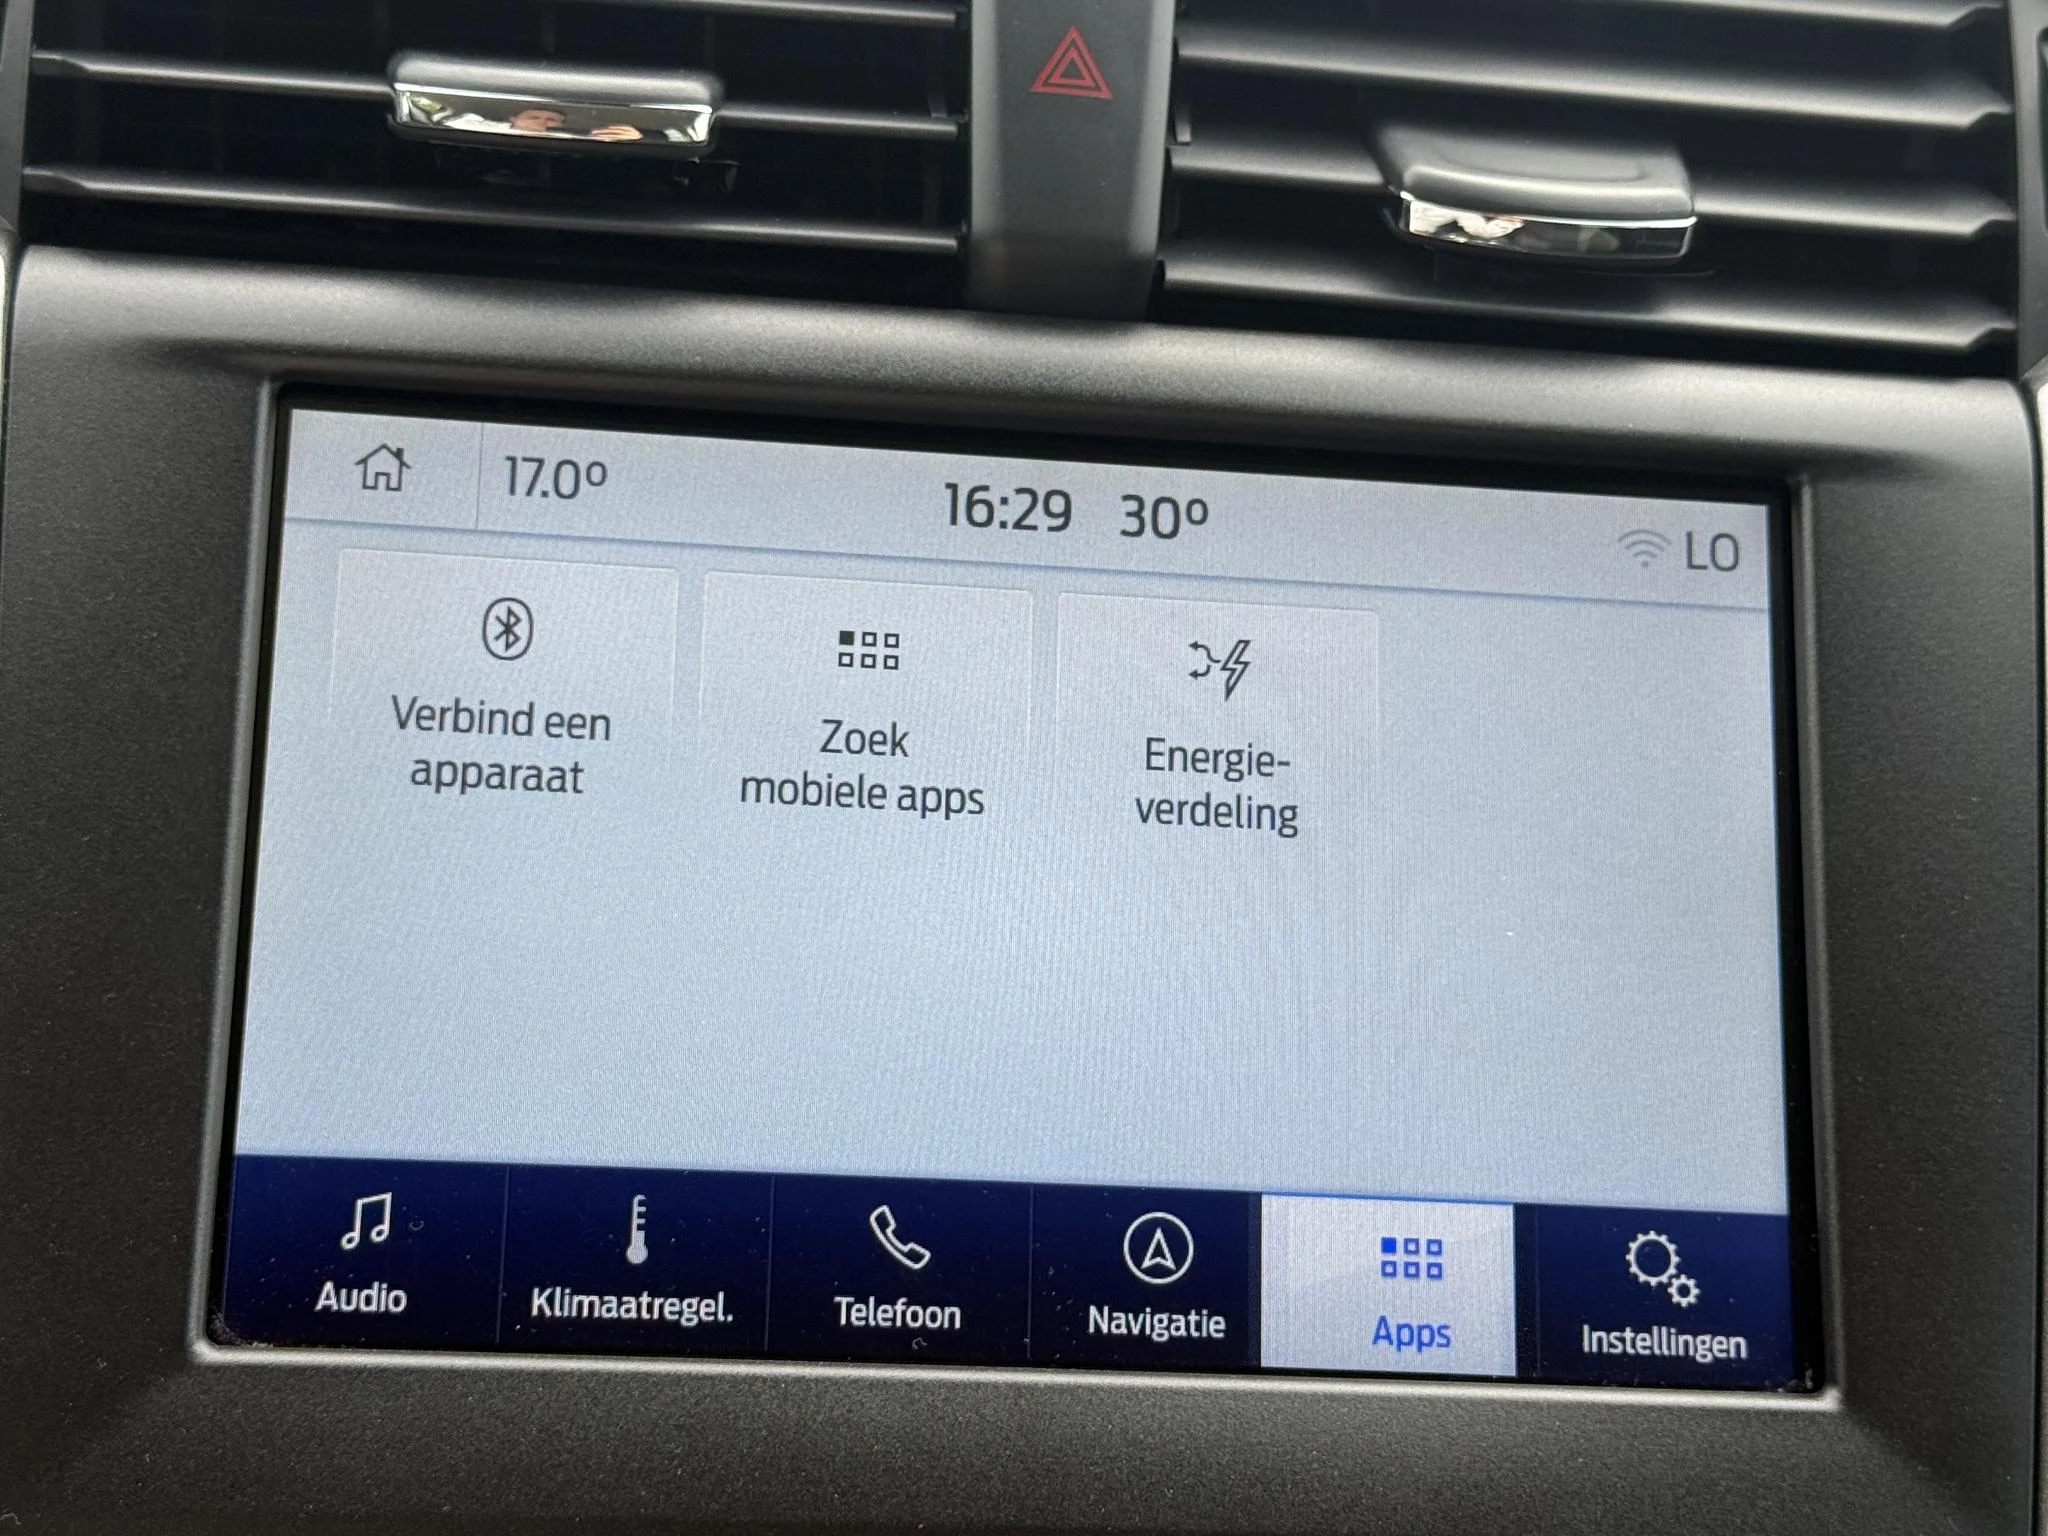 17.0° 16:29 30° LO
Verbind een
apparaat
Zoek
mobiele apps
Energie-
verdeling
Audio Klimaatregel. Telefoon Navigatie Apps Instellingen